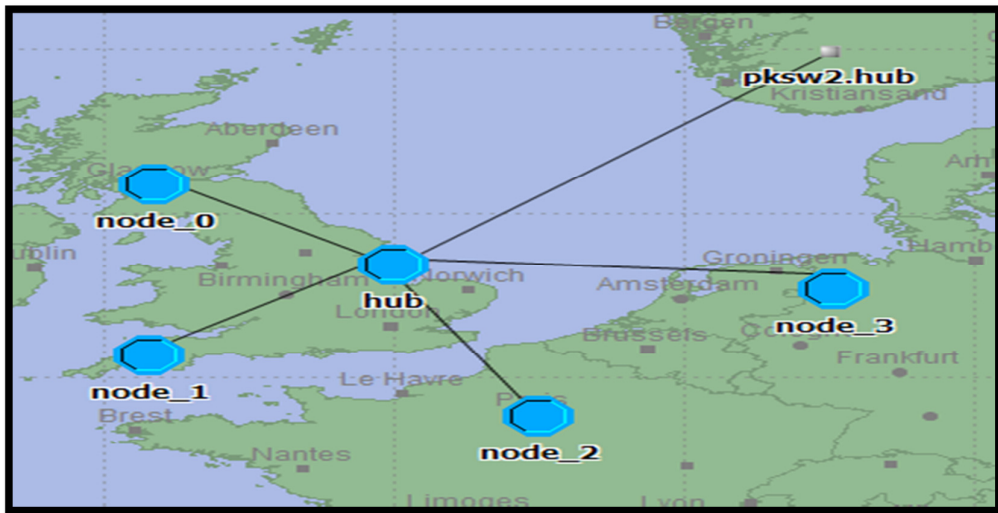 Bergen
pksw2.hub
Kristiansand
Aberdeen
Glasgow
node_0
Groningen
Birmingham
Norwich
Amsterdam
hub
London
node_3
Brussels
Frankfurt
Le Havre
node_1
Brest
Paris
node_2
Nantes
Limoges
Lyon